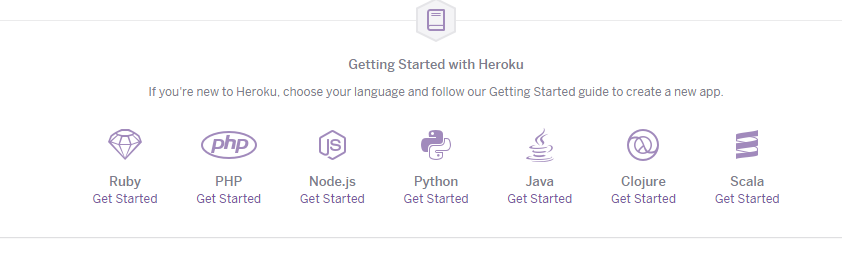 Getting Started with Heroku
If you're new to Heroku, choose your language and follow our Getting Started guide to create a new app.
php
JS
Ruby
PHP
Node.js
Python
Java
Clojure
Scala
Get Started
Get Started
Get Started
Get Started
Get Started
Get Started
Get Started